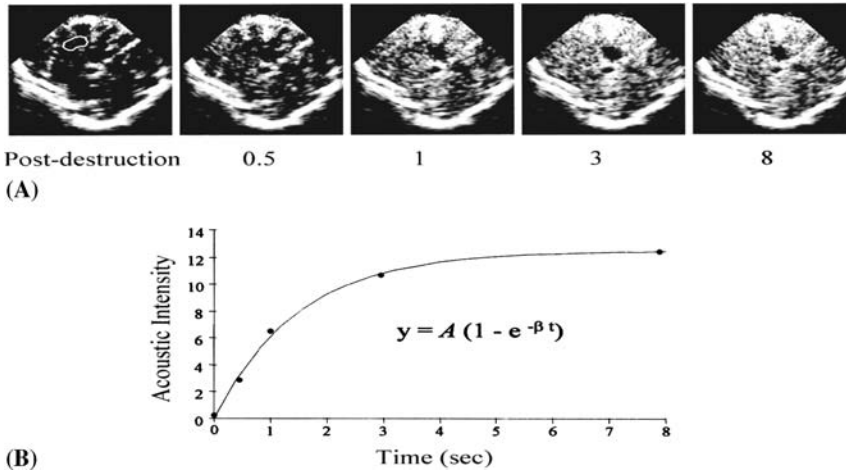 Post-destruction 0.5 1 3 8
(A)
14
12
10
8
6
4
2
0
Acoustic Intensity
y = A (1 - e -β t)
0 1 2 3 4 5 6 7 8
Time (sec)
(B)